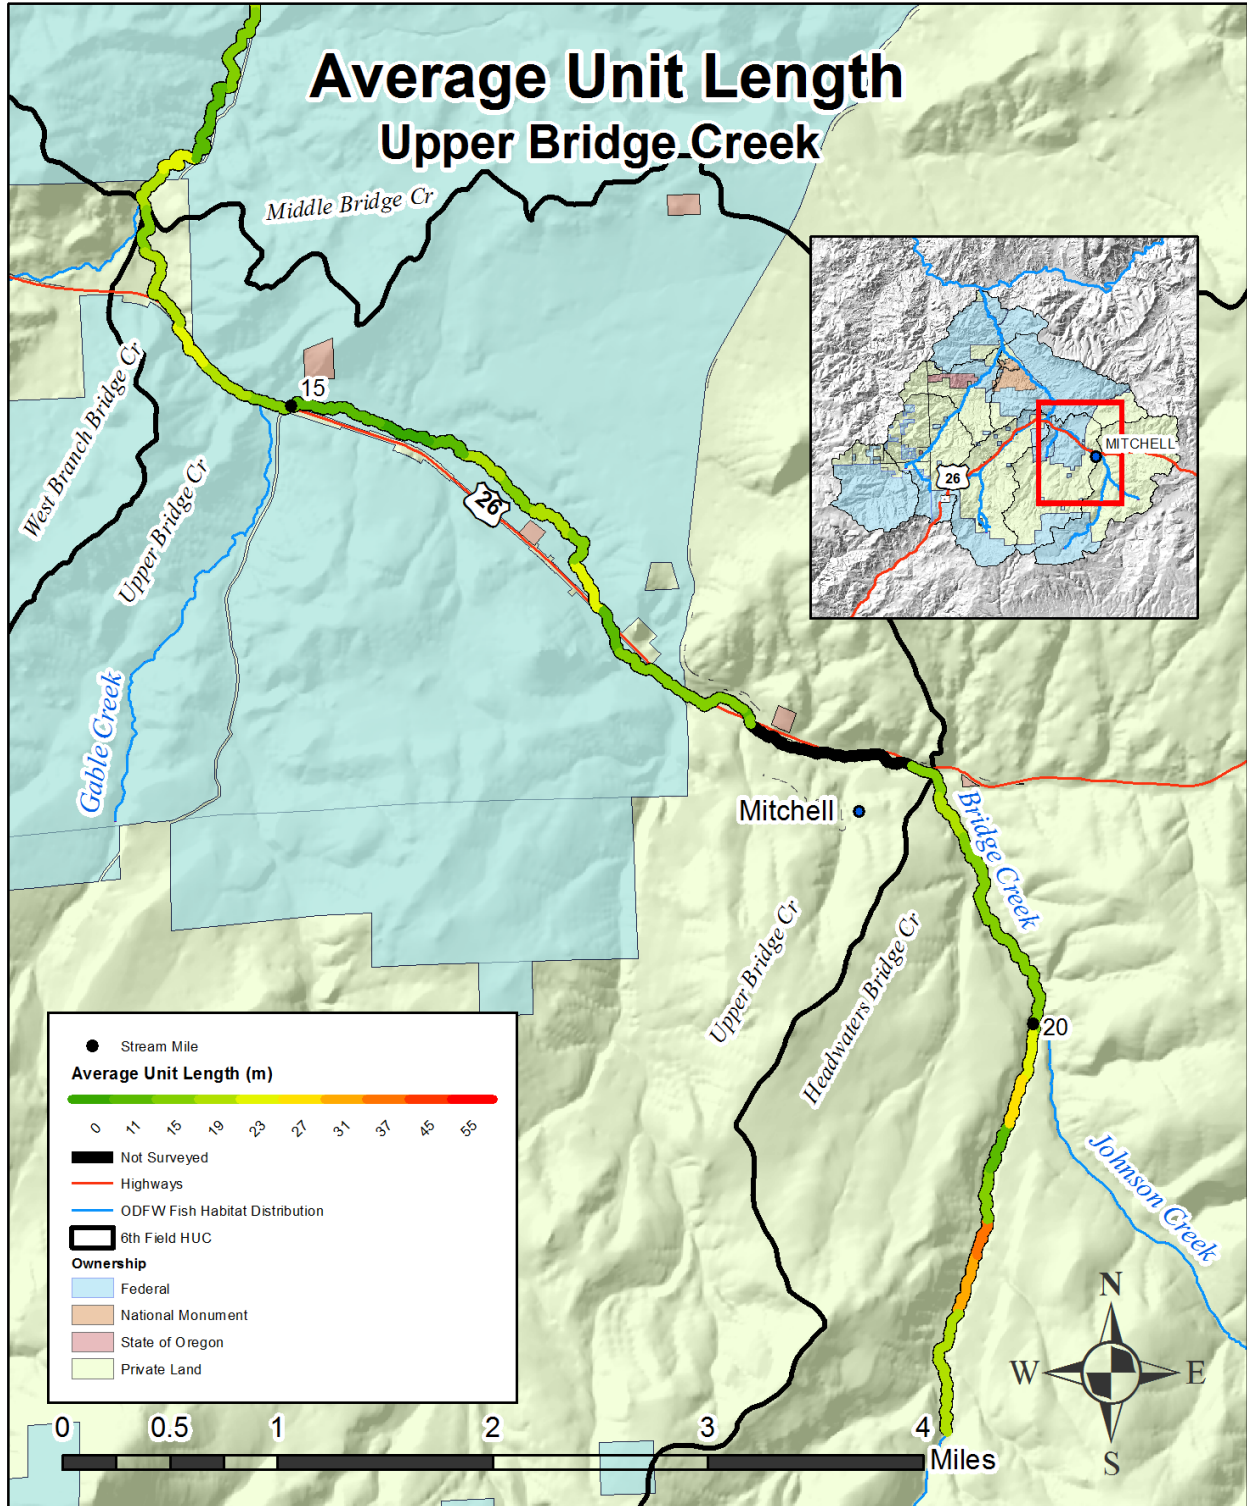 Average Unit Length
Upper Bridge Creek
Middle Bridge Cr
MITCHELL
26
15
West Branch Bridge Cr
Upper Bridge Cr
26
Gable Creek
Mitchell
Bridge Creek
Upper Bridge Cr
Headwaters Bridge Cr
20
Johnson Creek
Stream Mile
Average Unit Length (m)
0 11 15 19 23 27 31 37 45 55
Not Surveyed
Highways
ODFW Fish Habitat Distribution
6th Field HUC
Ownership
Federal
National Monument
State of Oregon
Private Land
N
W E
S
0 0.5 1 2 3 4
Miles